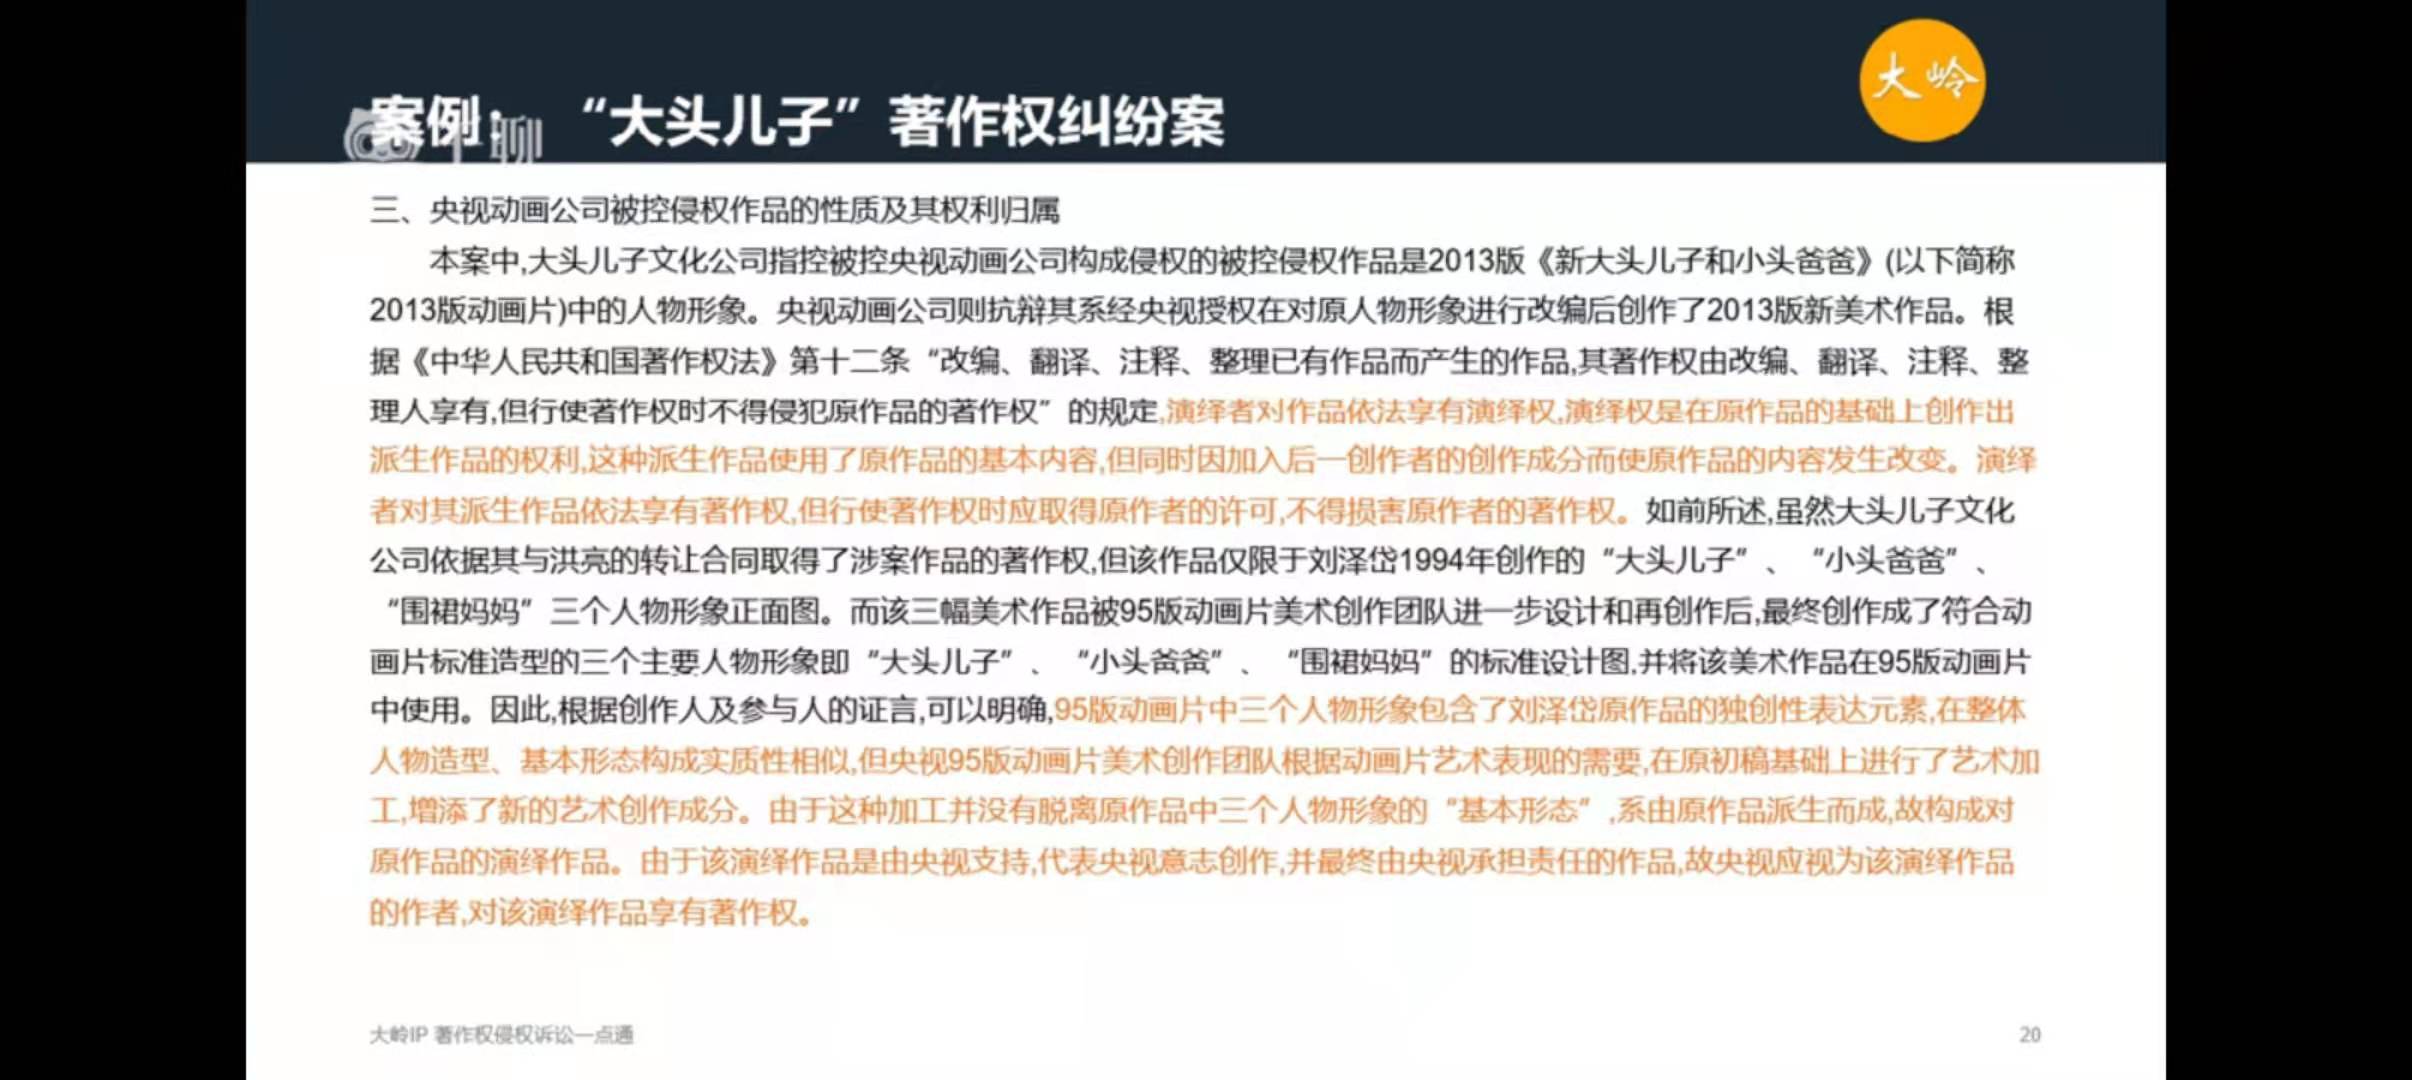 大岭
案例：“大头儿子”著作权纠纷案
千聊
三、央视动画公司被控侵权作品的性质及其权利归属
本案中,大头儿子文化公司指控被控央视动画公司构成侵权的被控侵权作品是2013版《新大头儿子和小头爸爸》(以下简称
2013版动画片)中的人物形象。央视动画公司则抗辩其系经央视授权在对原人物形象进行改编后创作了2013版新美术作品。根
据《中华人民共和国著作权法》第十二条“改编、翻译、注释、整理已有作品而产生的作品,其著作权由改编、翻译、注释、整
理人享有,但行使著作权时不得侵犯原作品的著作权”的规定,演绎者对作品依法享有演绎权,演绎权是在原作品的基础上创作出
派生作品的权利,这种派生作品使用了原作品的基本内容,但同时因加入后一创作者的创作成分而使原作品的内容发生改变。演绎
者对其派生作品依法享有著作权,但行使著作权时应取得原作者的许可,不得损害原作者的著作权。如前所述,虽然大头儿子文化
公司依据其与洪亮的转让合同取得了涉案作品的著作权,但该作品仅限于刘泽岱1994年创作的“大头儿子”、“小头爸爸”、
“围裙妈妈”三个人物形象正面图。而该三幅美术作品被95版动画片美术创作团队进一步设计和再创作后,最终创作成了符合动
画片标准造型的三个主要人物形象即“大头儿子”、“小头爸爸”、“围裙妈妈”的标准设计图,并将该美术作品在95版动画片
中使用。因此,根据创作人及参与人的证言,可以明确,95版动画片中三个人物形象包含了刘泽岱原作品的独创性表达元素,在整体
人物造型、基本形态构成实质性相似,但央视95版动画片美术创作团队根据动画片艺术表现的需要,在原初稿基础上进行了艺术加
工,增添了新的艺术创作成分。由于这种加工并没有脱离原作品中三个人物形象的“基本形态”,系由原作品派生而成,故构成对
原作品的演绎作品。由于该演绎作品是由央视支持,代表央视意志创作,并最终由央视承担责任的作品,故央视应视为该演绎作品
的作者,对该演绎作品享有著作权。
大岭IP 著作权侵权诉讼一点通
20